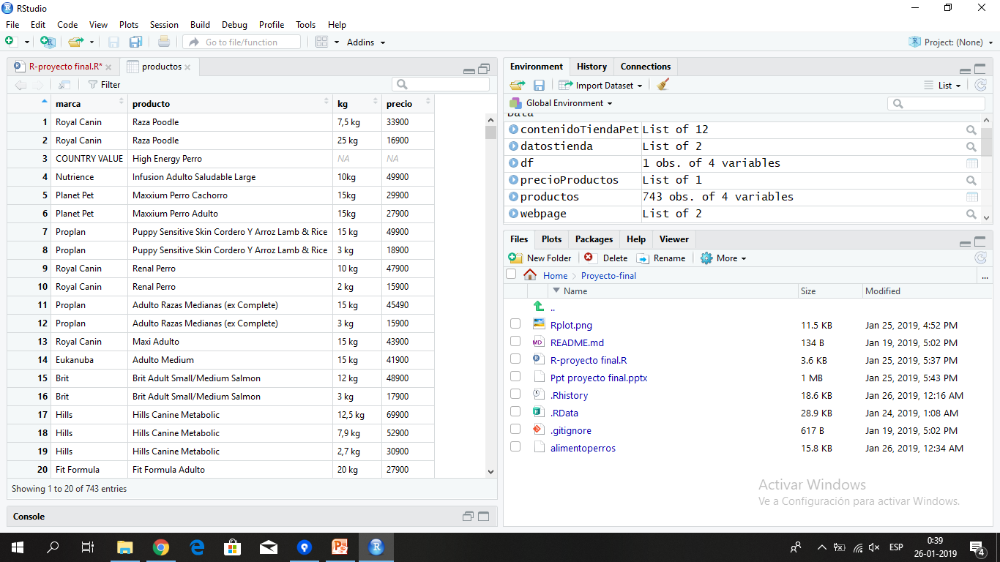 RStudio
File Edit Code View Plots Session Build Debug Profile Tools Help
Go to file/function Addins Project: (None)
R-proyecto final.R* productos
Filter
marca producto kg precio
1 Royal Canin Raza Poodle 7,5 kg 33900
2 Royal Canin Raza Poodle 25 kg 16900
3 COUNTRY VALUE High Energy Perro NA NA
4 Nutrience Infusion Adulto Saludable Large 10kg 49900
5 Planet Pet Maxxium Perro Cachorro 15kg 29900
6 Planet Pet Maxxium Perro Adulto 15kg 27900
7 Proplan Puppy Sensitive Skin Cordero Y Arroz Lamb & Rice 15 kg 49900
8 Proplan Puppy Sensitive Skin Cordero Y Arroz Lamb & Rice 3 kg 18900
9 Royal Canin Renal Perro 10 kg 47900
10 Royal Canin Renal Perro 2 kg 15900
11 Proplan Adulto Razas Medianas (ex Complete) 15 kg 45490
12 Proplan Adulto Razas Medianas (ex Complete) 3 kg 15900
13 Royal Canin Maxi Adulto 15 kg 43900
14 Eukanuba Adulto Medium 15 kg 41900
15 Brit Brit Adult Small/Medium Salmon 12 kg 48900
16 Brit Brit Adult Small/Medium Salmon 3 kg 17900
17 Hills Hills Canine Metabolic 12,5 kg 69900
18 Hills Hills Canine Metabolic 7,9 kg 52900
19 Hills Hills Canine Metabolic 2,7 kg 30900
20 Fit Formula Fit Formula Adulto 20 kg 27900
Showing 1 to 20 of 743 entries
Console
Environment History Connections
Import Dataset List
Global Environment
Data
contenidoTiendaPet List of 12
datostienda List of 2
df 1 obs. of 4 variables
precioProductos List of 1
productos 743 obs. of 4 variables
webpage List of 2
Files Plots Packages Help Viewer
New Folder Delete Rename More
Home Proyecto-final ...
Name Size Modified
..
Rplot.png 11.5 KB Jan 25, 2019, 4:52 PM
README.md 134 B Jan 19, 2019, 5:02 PM
R-proyecto final.R 3.6 KB Jan 25, 2019, 5:37 PM
Ppt proyecto final.pptx 1 MB Jan 25, 2019, 5:43 PM
.Rhistory 18.6 KB Jan 26, 2019, 12:16 AM
.RData 28.9 KB Jan 24, 2019, 1:08 AM
.gitignore 617 B Jan 19, 2019, 5:02 PM
alimentoperros 15.8 KB Jan 26, 2019, 12:34 AM
Activar Windows
Ve a Configuración para activar Windows.
ESP
0:39
26-01-2019
4